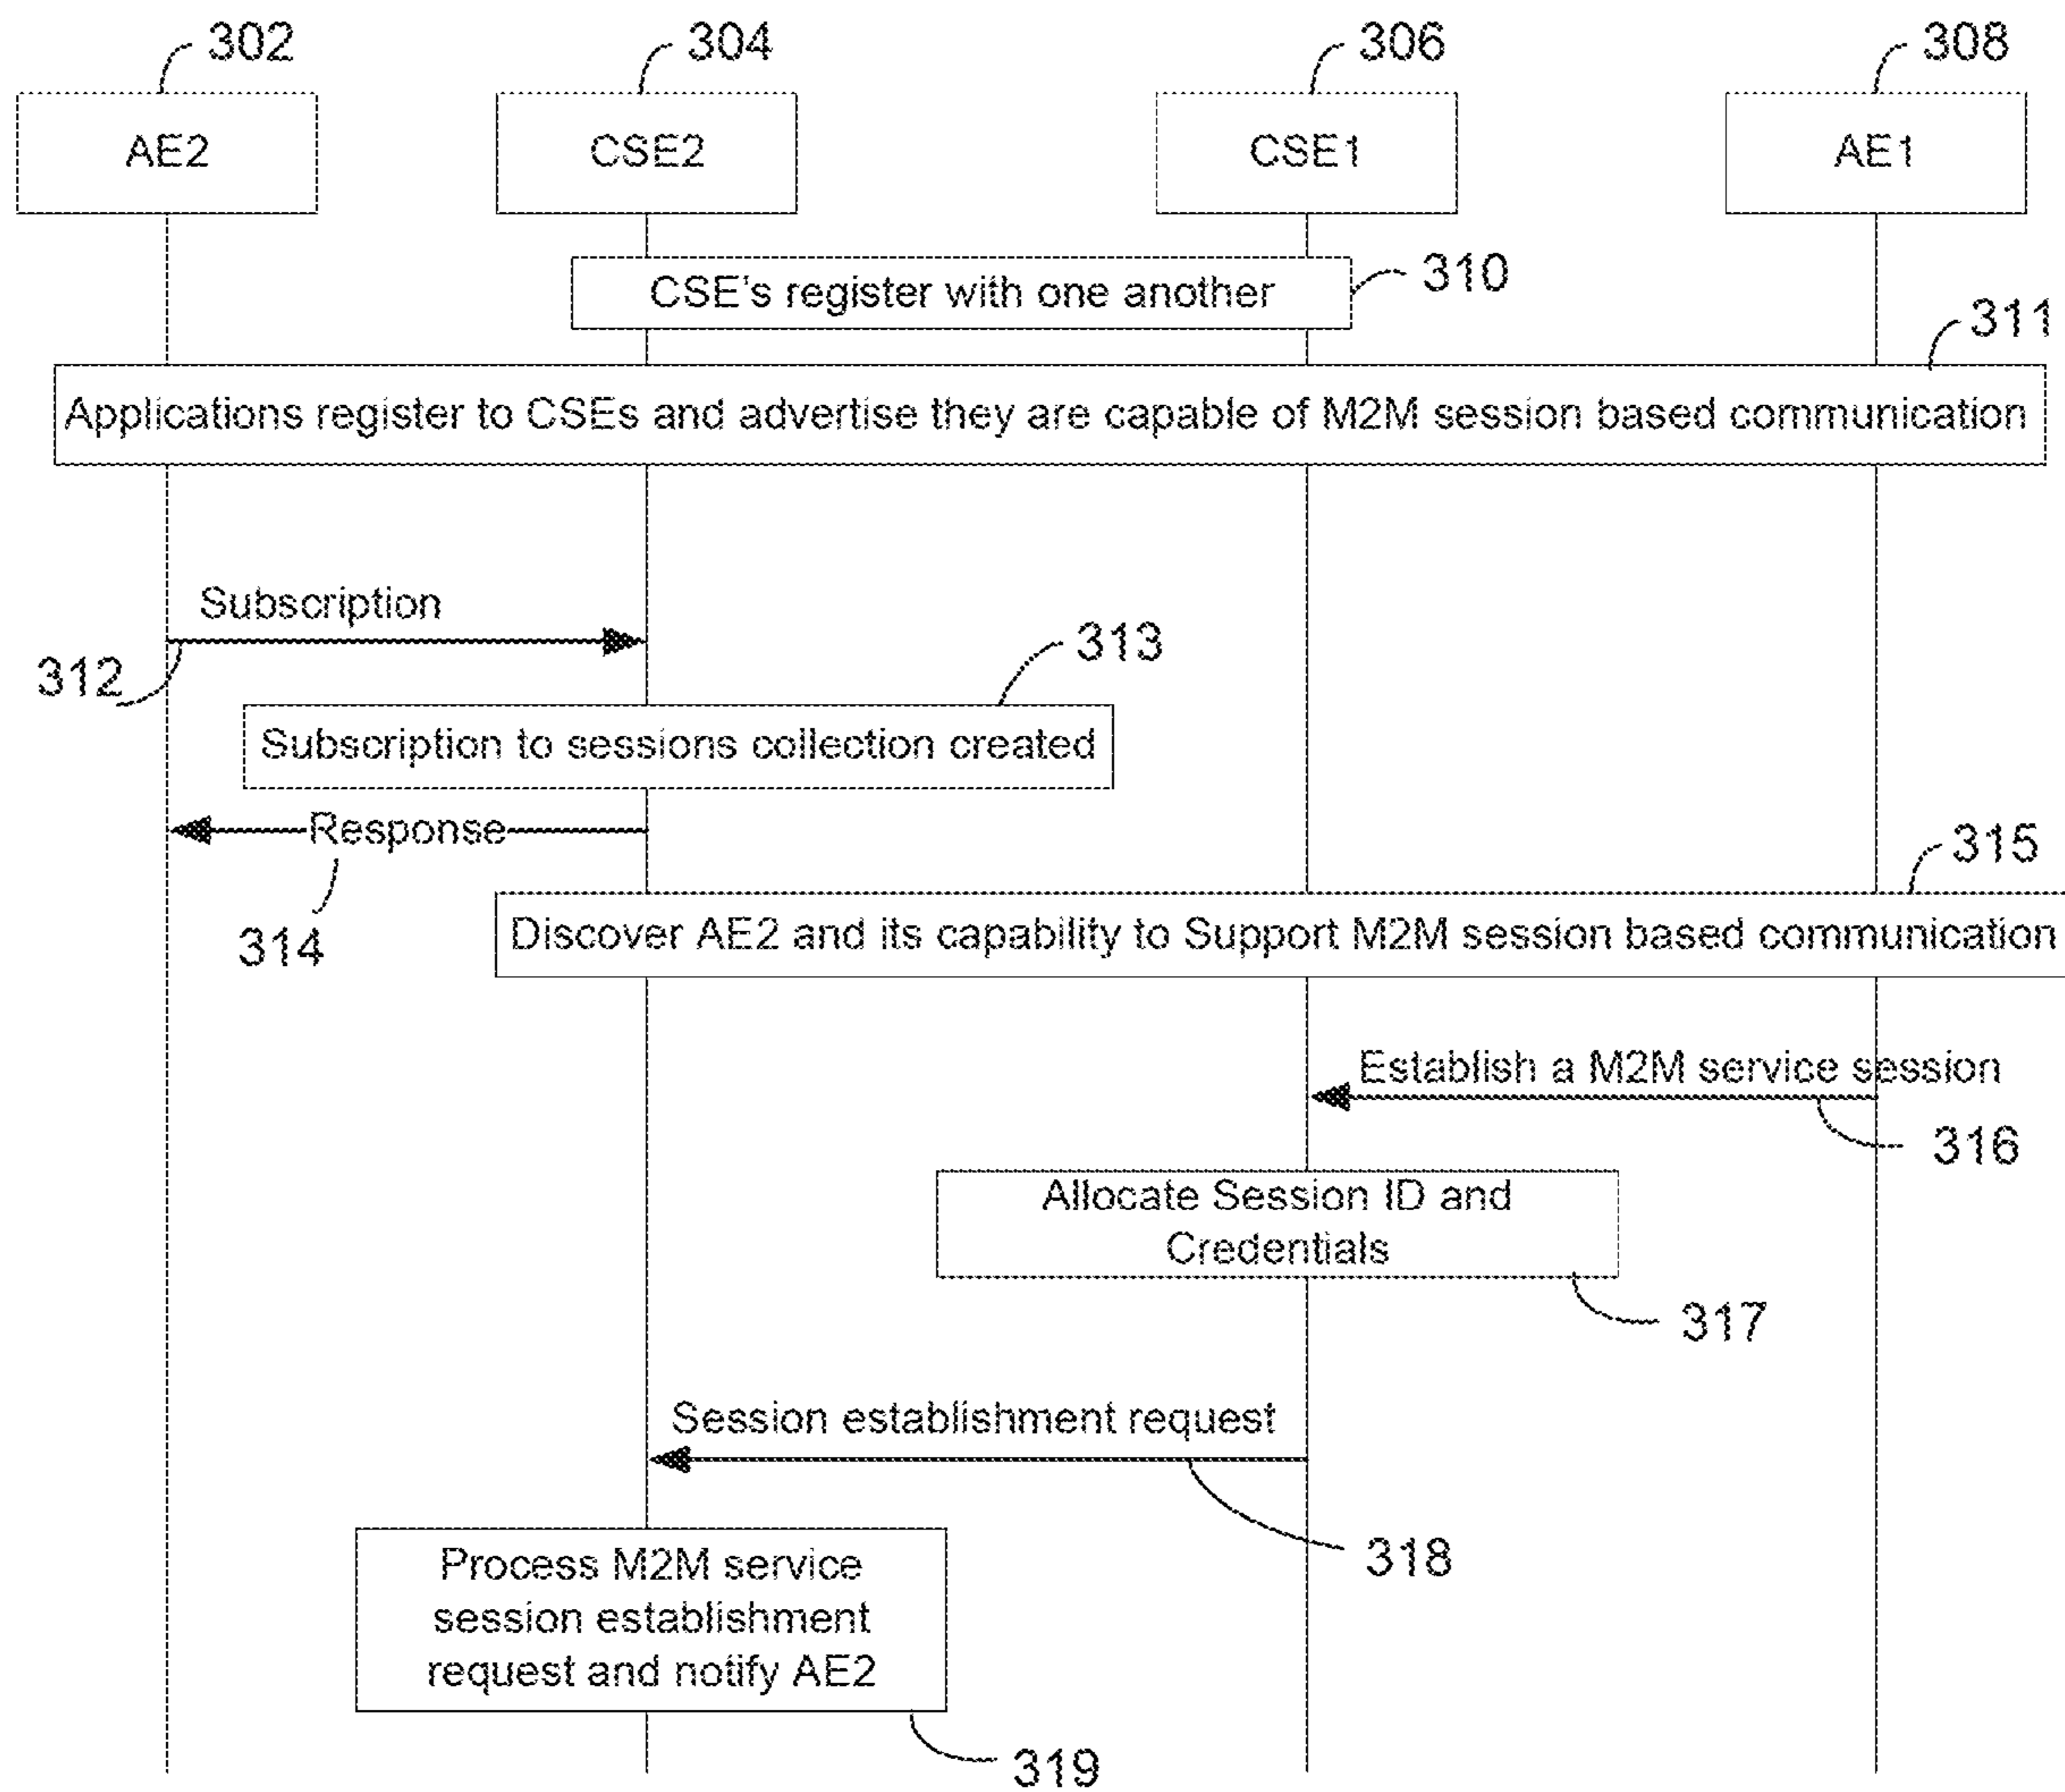 302
304
306
308
AE2
CSE2
CSE1
AE1
CSE's register with one another
310
311
Applications register to CSEs and advertise they are capable of M2M session based communication
Subscription
312
313
Subscription to sessions collection created
Response
314
315
Discover AE2 and its capability to Support M2M session based communication
Establish a M2M service session
316
Allocate Session ID and
Credentials
317
Session establishment request
318
Process M2M service
session establishment
request and notify AE2
319